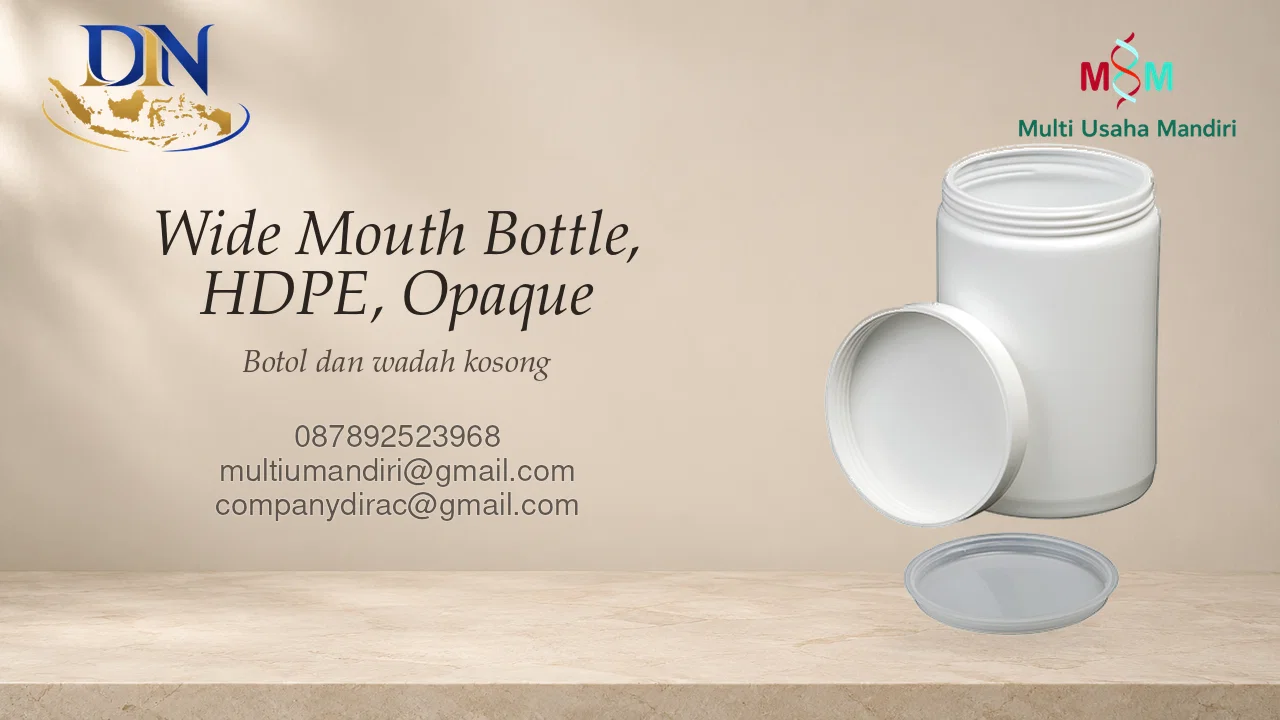 DIN
M M
Multi Usaha Mandiri
Wide Mouth Bottle,
HDPE, Opaque
Botol dan wadah kosong
087892523968
multiumandiri@gmail.com
companydirac@gmail.com